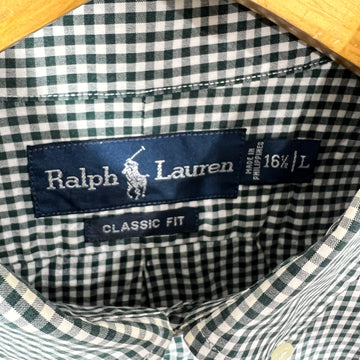 Ralph Lauren
MADE IN
PHILIPPINES
16½ / L
CLASSIC FIT